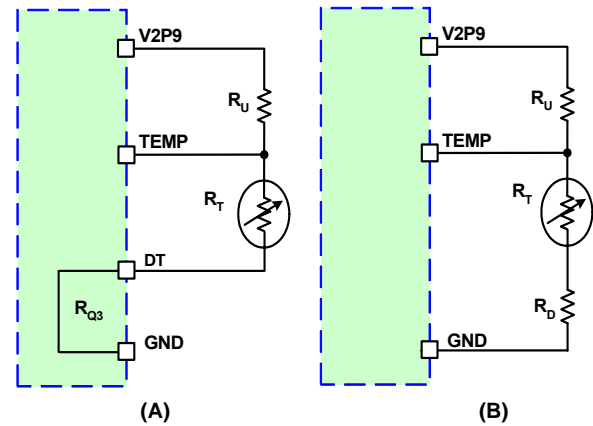 V2P9
R_U
TEMP
R_T
DT
R_Q3
GND
(A)
V2P9
R_U
TEMP
R_T
R_D
GND
(B)